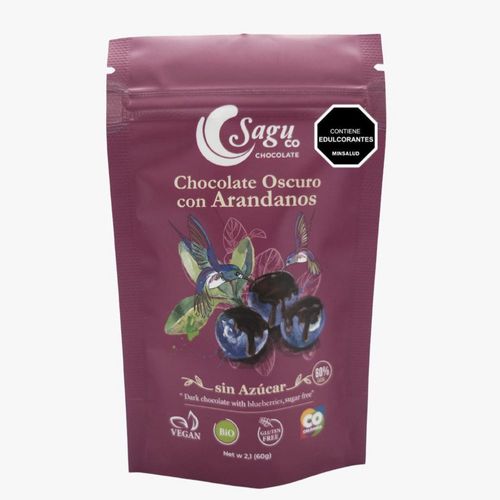 Sagu
CO
CHOCOLATE
CONTIENE
EDULCORANTES
MINSALUD
Chocolate Oscuro
con Arandanos
sin Azúcar
60%
" Dark chocolate with blueberries, sugar free"
VEGAN
BIO
GLUTEN
FREE
CO
Net w 2,1 (60g)